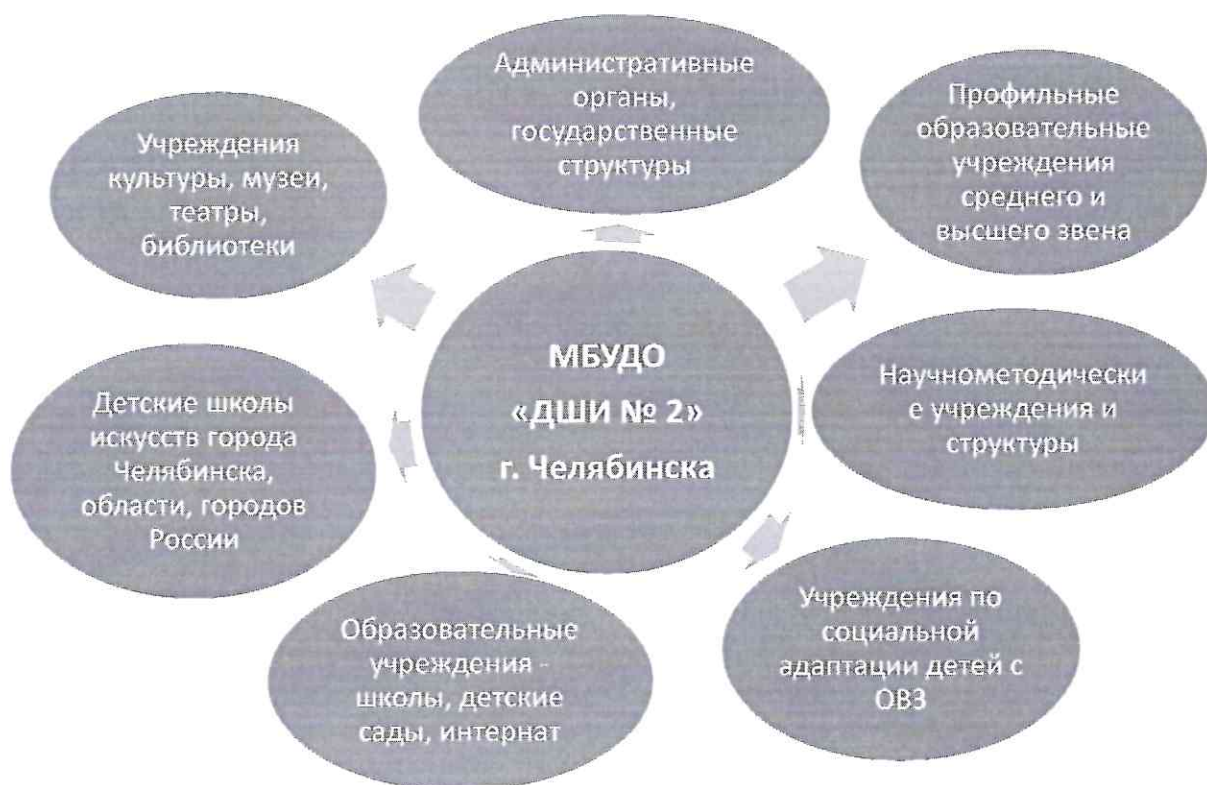 Административные
органы,
государственные
структуры
Профильные
образовательные
учреждения
среднего и
высшего звена
Научнометодически
е учреждения и
структуры
Учреждения по
социальной
адаптации детей с
ОВЗ
Образовательные
учреждения -
школы, детские
сады, интернат
Детские школы
искусств города
Челябинска,
области, городов
России
Учреждения
культуры, музеи,
театры,
библиотеки
МБУДО
«ДШИ № 2»
г. Челябинска